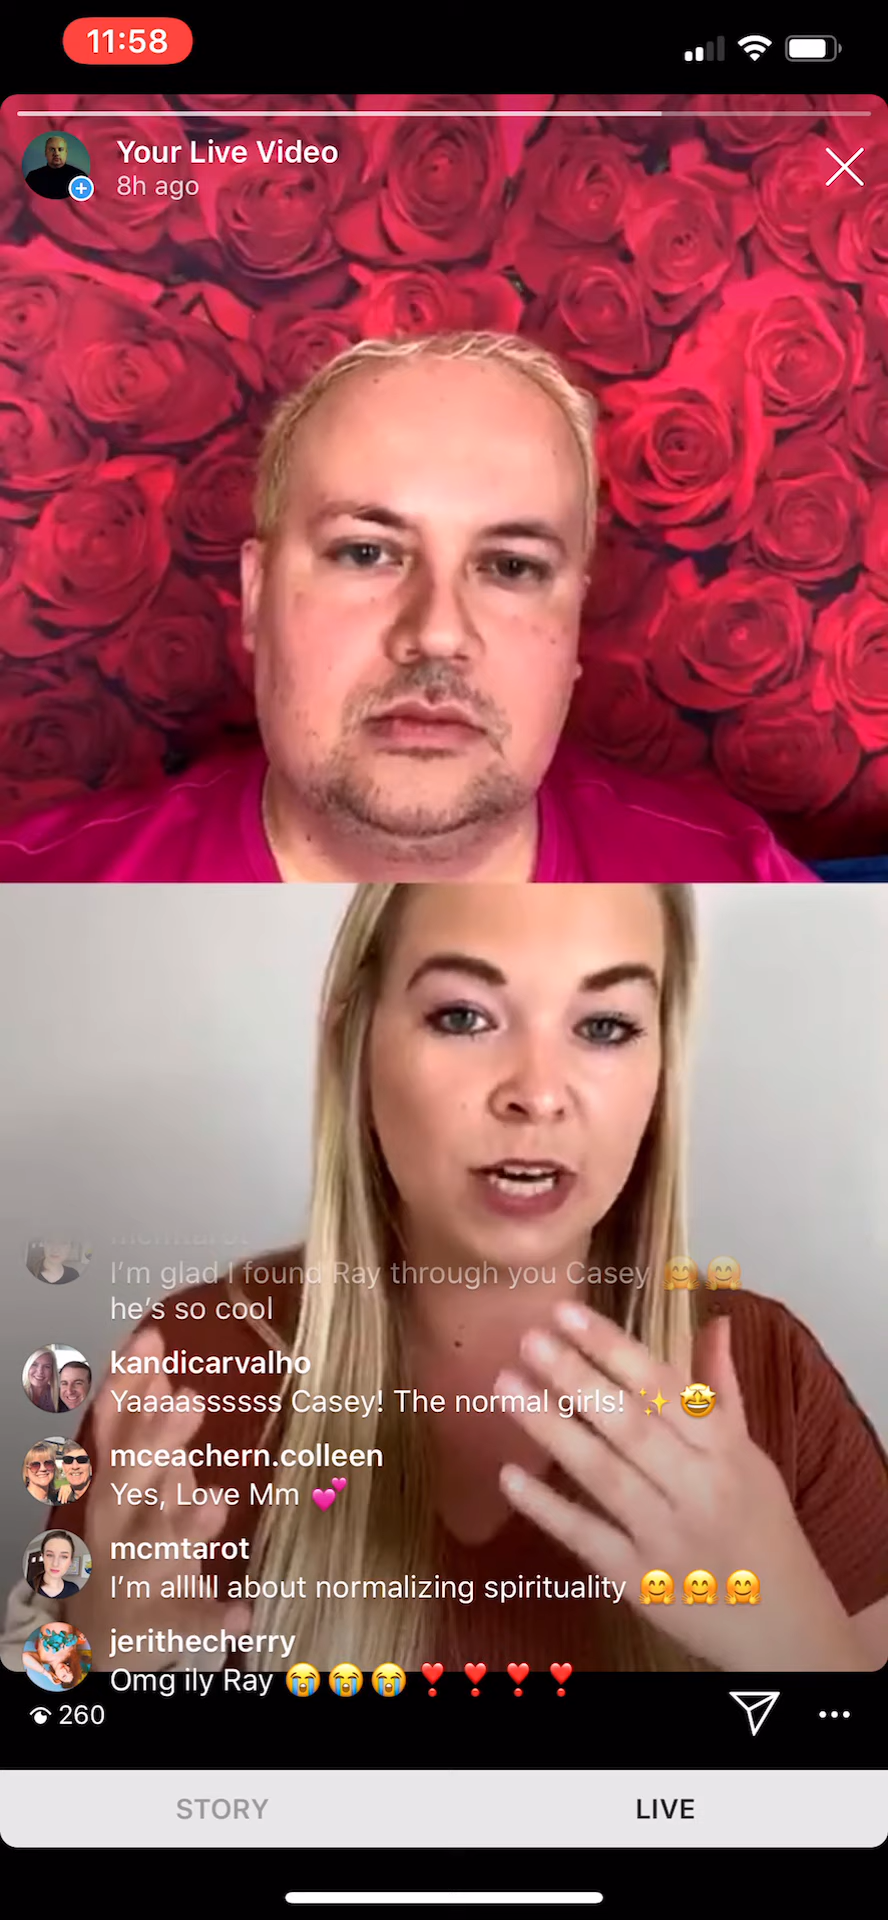 11:58
Your Live Video
8h ago
mcmtarot
I'm glad I found Ray through you Casey 🤗🤗
he's so cool
kandicarvalho
Yaaaassssss Casey! The normal girls! ✨🤩
mceachern.colleen
Yes, Love Mm 💕
mcmtarot
I'm allllll about normalizing spirituality 🤗🤗🤗
jerithecherry
Omg ily Ray 😭😭😭❣️❣️❣️❣️
260
STORY
LIVE